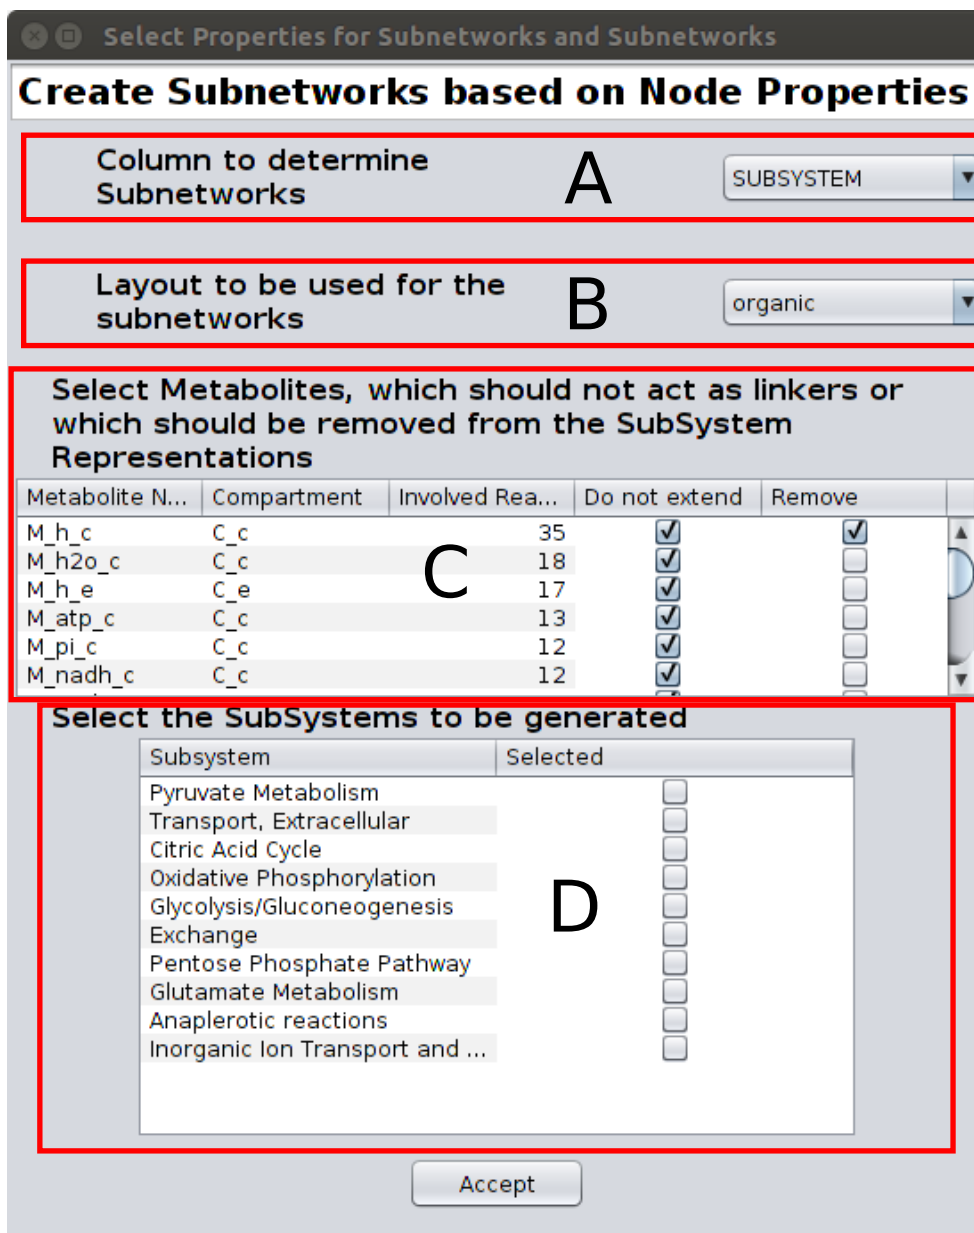 Select Properties for Subnetworks and Subnetworks
Create Subnetworks based on Node Properties
Column to determine
Subnetworks
A
SUBSYSTEM
Layout to be used for the
subnetworks
B
organic
Select Metabolites, which should not act as linkers or
which should be removed from the SubSystem
Representations
Metabolite N... Compartment Involved Rea... Do not extend Remove
M_h_c C_c 35
M_h2o_c C_c 18
M_h_e C_e 17
M_atp_c C_c 13
M_pi_c C_c 12
M_nadh_c C_c 12
C
Select the SubSystems to be generated
Subsystem Selected
Pyruvate Metabolism
Transport, Extracellular
Citric Acid Cycle
Oxidative Phosphorylation
Glycolysis/Gluconeogenesis
Exchange
Pentose Phosphate Pathway
Glutamate Metabolism
Anaplerotic reactions
Inorganic Ion Transport and ...
D
Accept